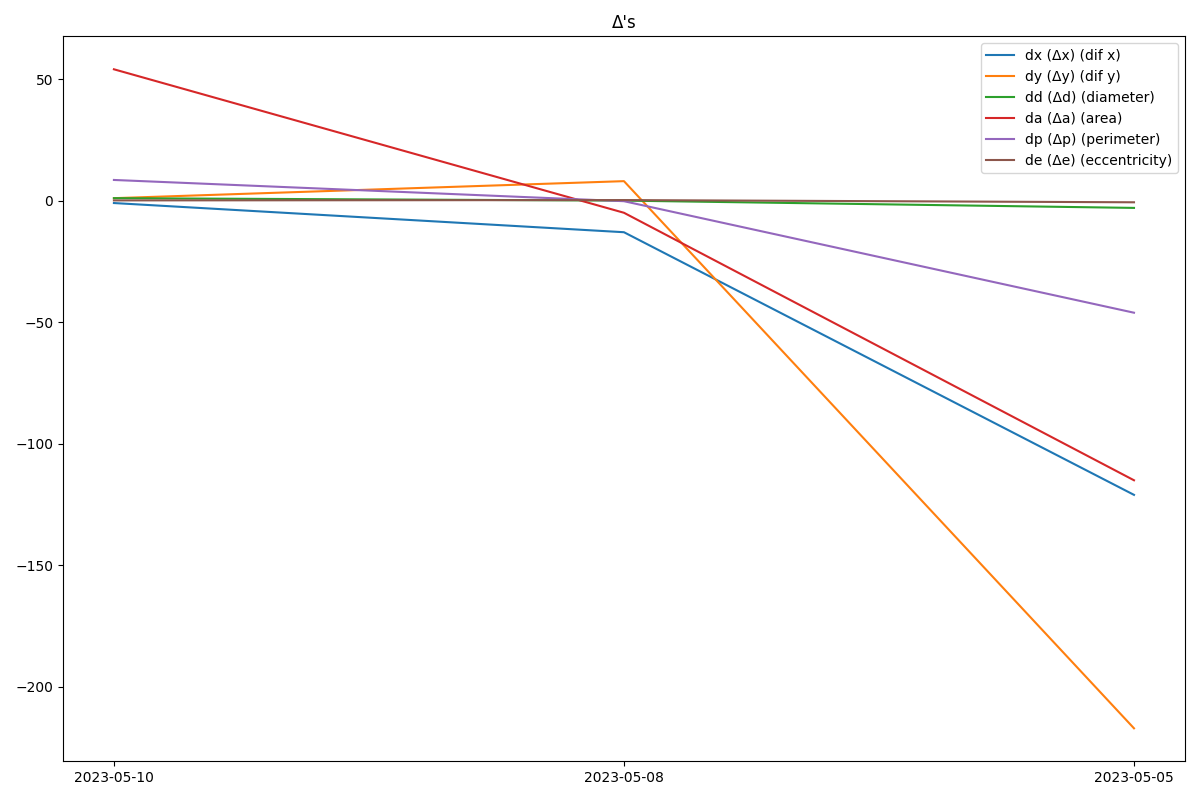 Δ's
dx (Δx) (dif x)
dy (Δy) (dif y)
dd (Δd) (diameter)
da (Δa) (area)
dp (Δp) (perimeter)
de (Δe) (eccentricity)
50
0
−50
−100
−150
−200
2023-05-10
2023-05-08
2023-05-05